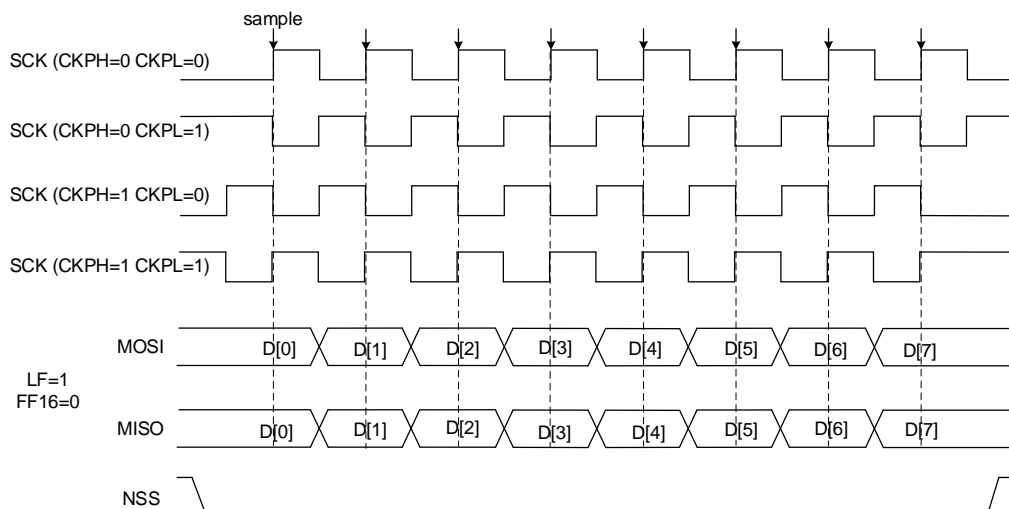 sample
SCK (CKPH=0 CKPL=0)
SCK (CKPH=0 CKPL=1)
SCK (CKPH=1 CKPL=0)
SCK (CKPH=1 CKPL=1)
MOSI
D[0] D[1] D[2] D[3] D[4] D[5] D[6] D[7]
LF=1
FF16=0
MISO
D[0] D[1] D[2] D[3] D[4] D[5] D[6] D[7]
NSS